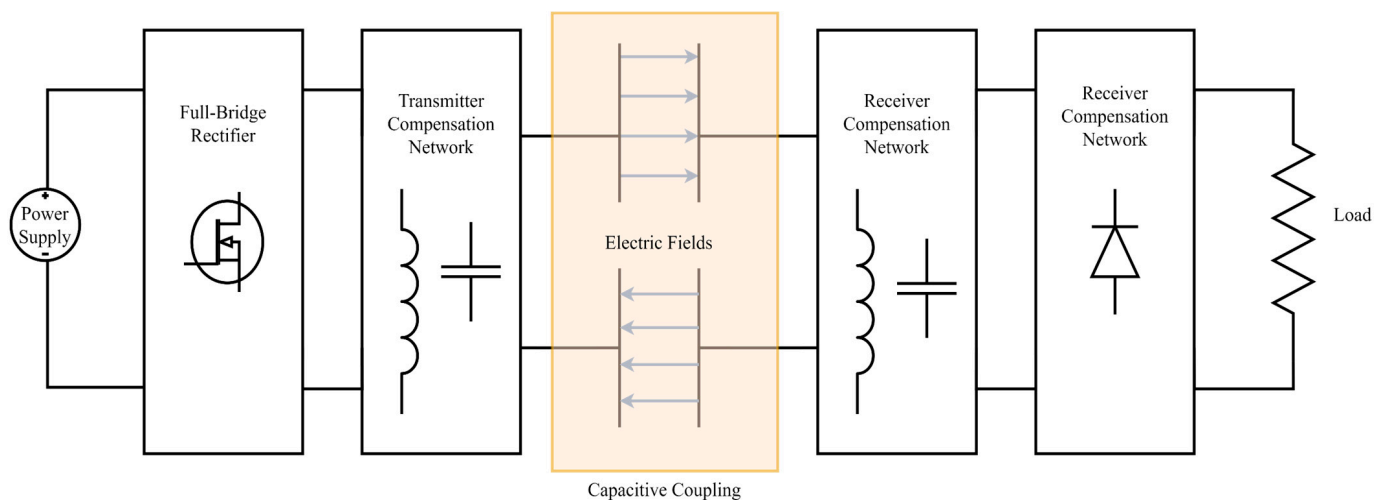 Full-Bridge
Rectifier
Transmitter
Compensation
Network
Receiver
Compensation
Network
Receiver
Compensation
Network
+
Power
Supply
-
Electric Fields
Load
Capacitive Coupling